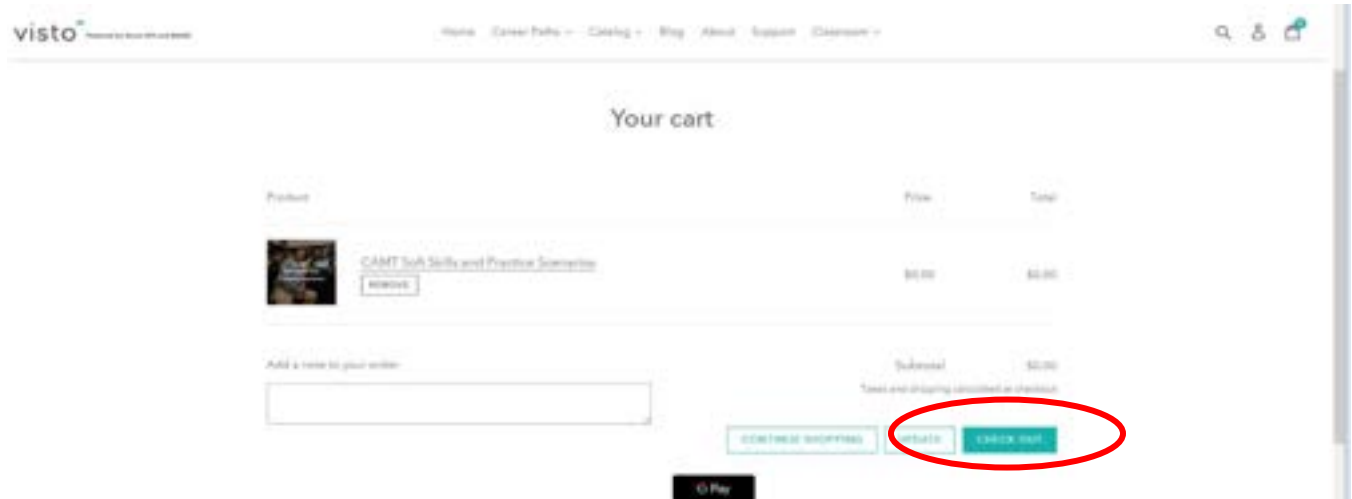 visto
Home Career Paths Catalog Blog About Support Classroom
Your cart
Product Price Total
CAMT Soft Skills and Practice Scenarios
REMOVE
$0.00 $0.00
Add a note to your order
Subtotal $0.00
Taxes and shipping calculated at checkout
CONTINUE SHOPPING UPDATE CHECK OUT
G Pay